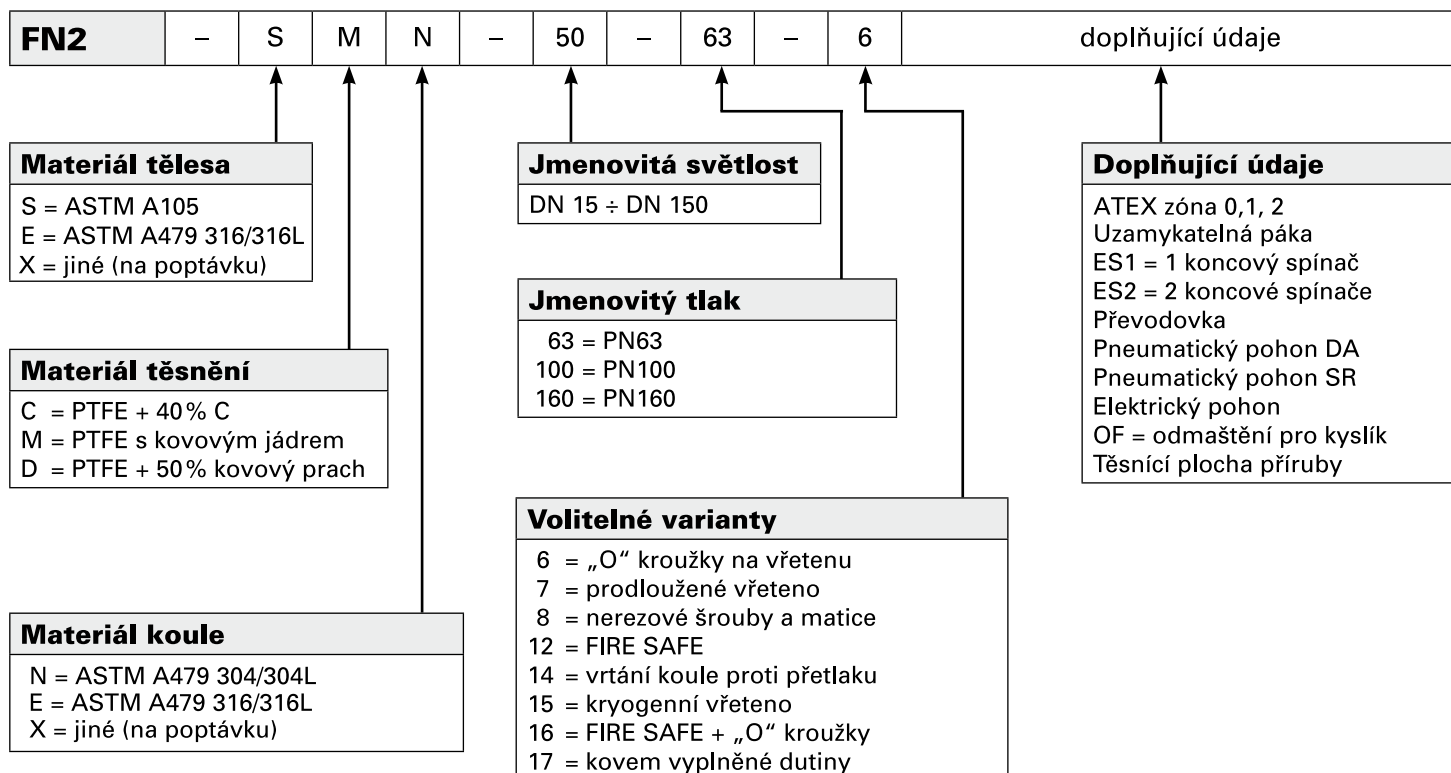 FN2 – S M N – 50 – 63 – 6 doplňující údaje
Materiál tělesa
S = ASTM A105
E = ASTM A479 316/316L
X = jiné (na poptávku)
Materiál těsnění
C = PTFE + 40% C
M = PTFE s kovovým jádrem
D = PTFE + 50% kovový prach
Materiál koule
N = ASTM A479 304/304L
E = ASTM A479 316/316L
X = jiné (na poptávku)
Jmenovitá světlost
DN 15 ÷ DN 150
Jmenovitý tlak
63 = PN63
100 = PN100
160 = PN160
Volitelné varianty
6 = „O“ kroužky na vřetenu
7 = prodloužené vřeteno
8 = nerezové šrouby a matice
12 = FIRE SAFE
14 = vrtání koule proti přetlaku
15 = kryogenní vřeteno
16 = FIRE SAFE + „O“ kroužky
17 = kovem vyplněné dutiny
Doplňující údaje
ATEX zóna 0,1, 2
Uzamykatelná páka
ES1 = 1 koncový spínač
ES2 = 2 koncové spínače
Převodovka
Pneumatický pohon DA
Pneumatický pohon SR
Elektrický pohon
OF = odmaštění pro kyslík
Těsnící plocha příruby